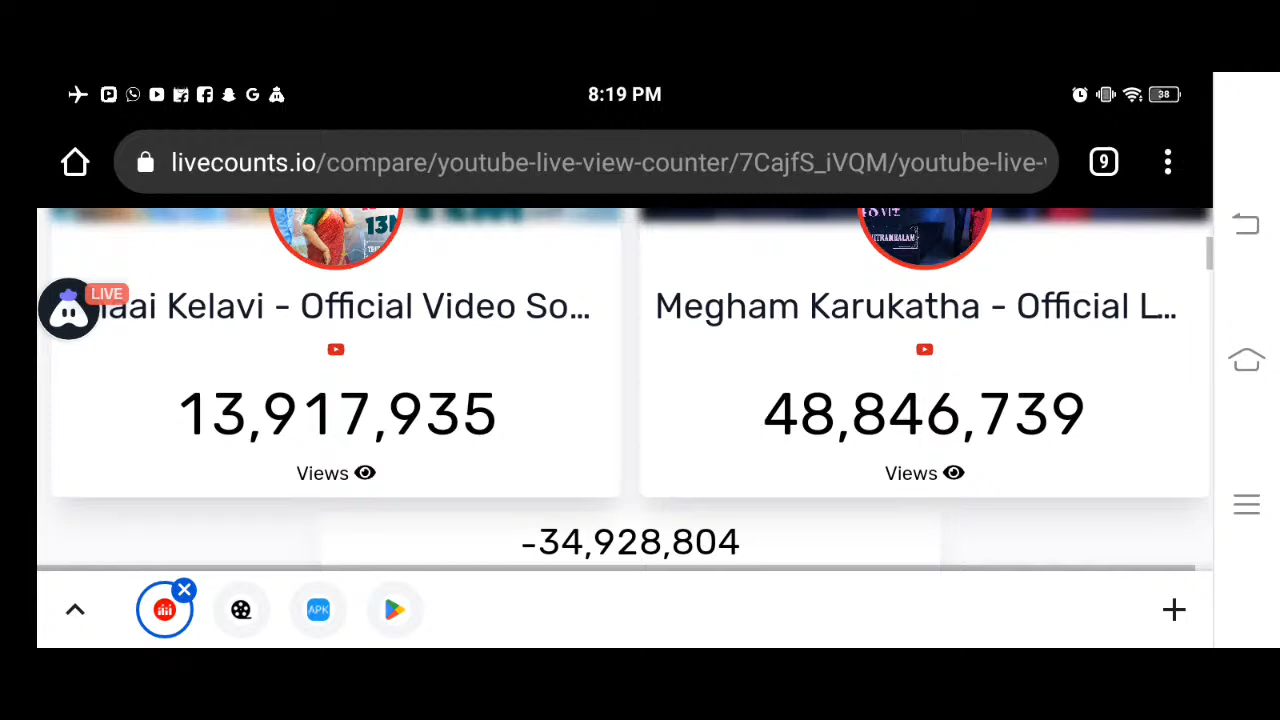 8:19 PM
38
livecounts.io/compare/youtube-live-view-counter/7CajfS_iVQM/youtube-live-
9
13M
LIVE
Kelavi - Official Video So...
Megham Karukatha - Official L...
13,917,935
48,846,739
Views
Views
-34,928,804
APK